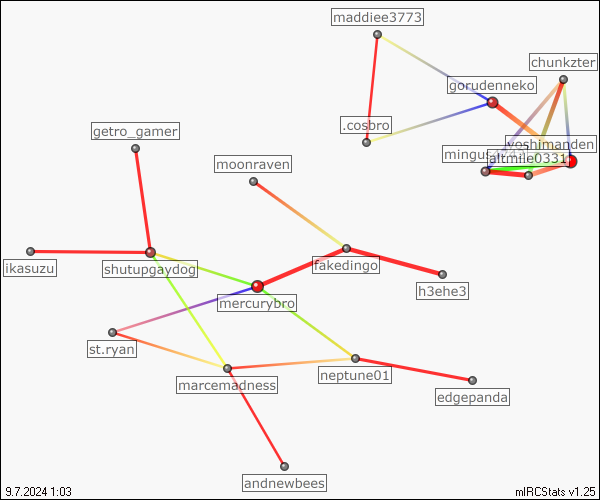 maddiee3773
chunkzter
gorudenneko
.cosbro
getro_gamer
yoshimanden
altmile0331
moonraven
ikasuzu
shutupgaydog
fakedingo
h3ehe3
mercurybro
st.ryan
marcemadness
neptune01
edgepanda
andnewbees
9.7.2024 1:03
mIRCStats v1.25